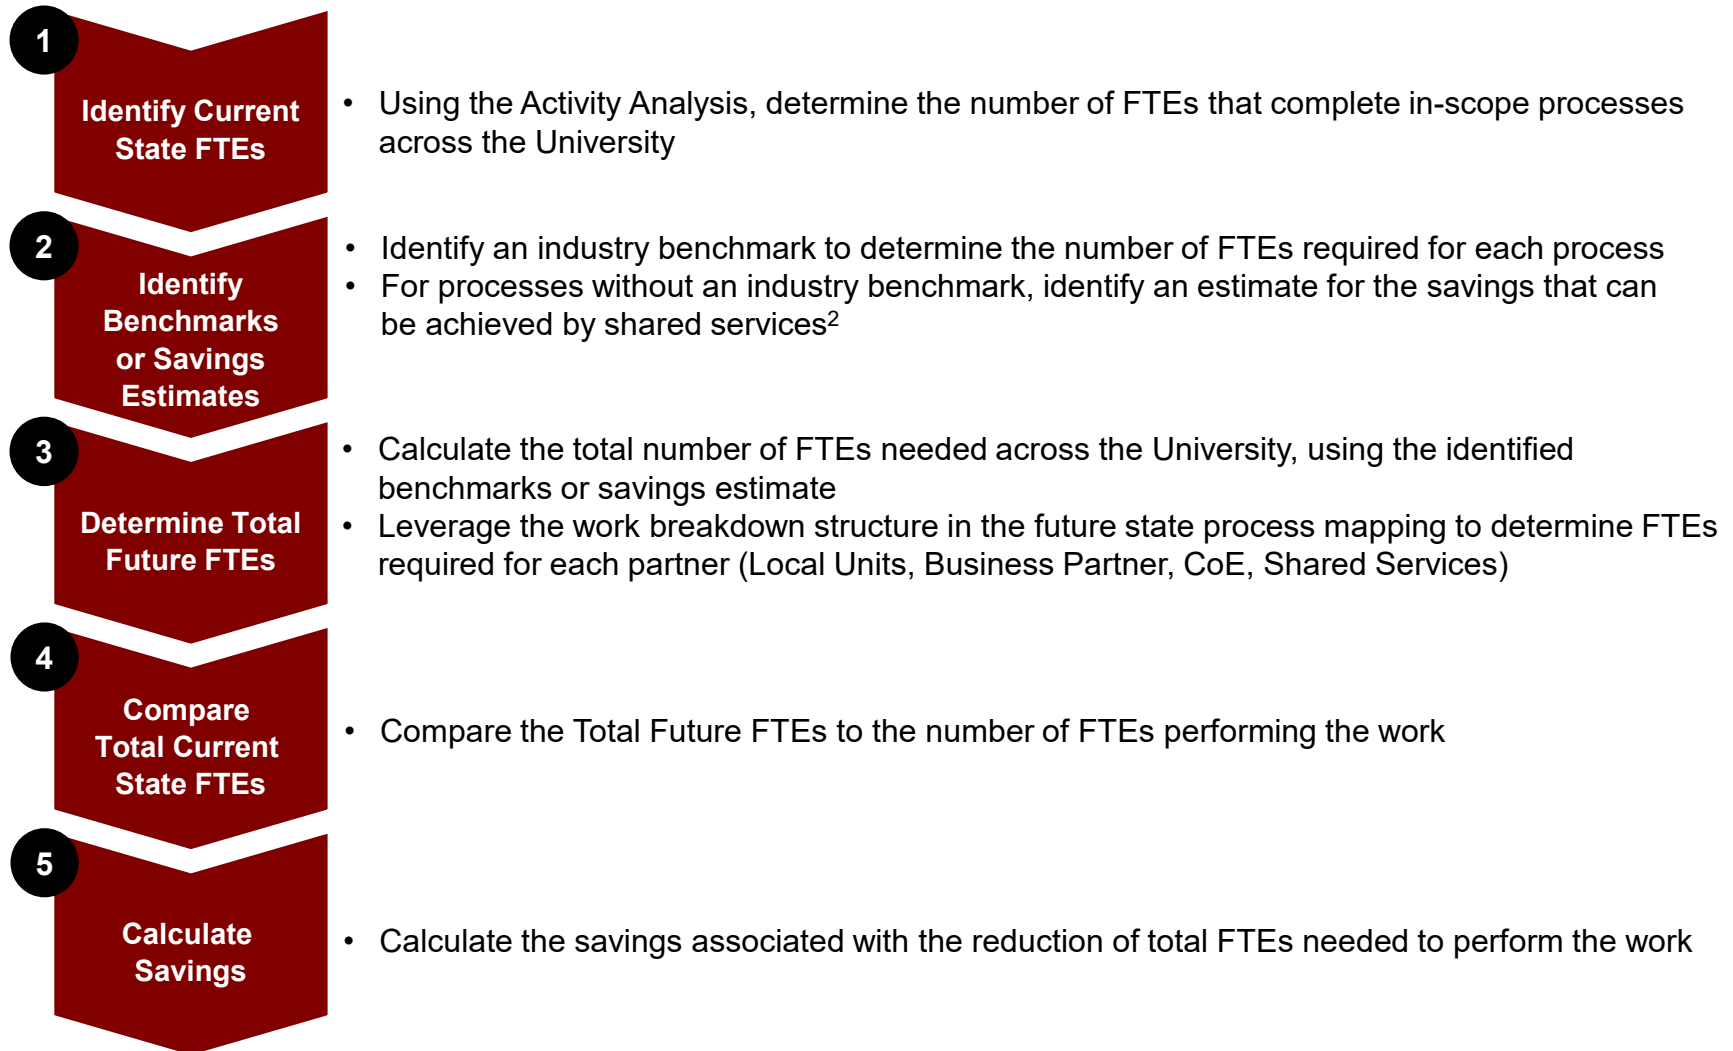 1
Identify Current
State FTEs
• Using the Activity Analysis, determine the number of FTEs that complete in-scope processes
across the University
2
Identify
Benchmarks
or Savings
Estimates
• Identify an industry benchmark to determine the number of FTEs required for each process
• For processes without an industry benchmark, identify an estimate for the savings that can
be achieved by shared services²
3
Determine Total
Future FTEs
• Calculate the total number of FTEs needed across the University, using the identified
benchmarks or savings estimate
• Leverage the work breakdown structure in the future state process mapping to determine FTEs
required for each partner (Local Units, Business Partner, CoE, Shared Services)
4
Compare
Total Current
State FTEs
• Compare the Total Future FTEs to the number of FTEs performing the work
5
Calculate
Savings
• Calculate the savings associated with the reduction of total FTEs needed to perform the work